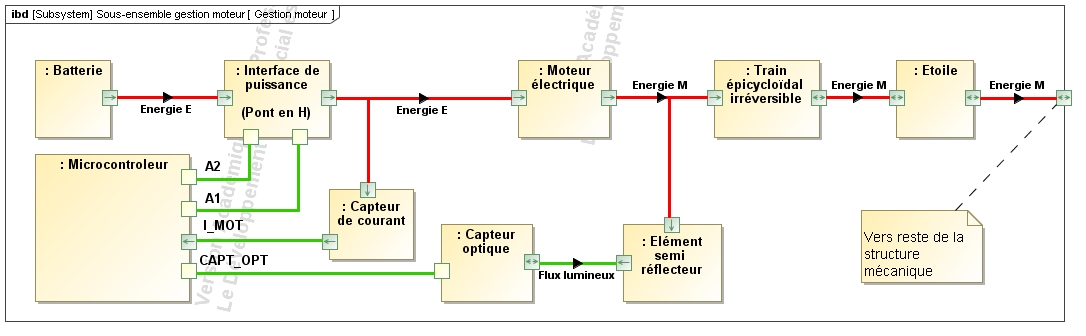 ibd [Subsystem] Sous-ensemble gestion moteur [ Gestion moteur ]
: Batterie
: Interface de
puissance
(Pont en H)
: Moteur
électrique
: Train
épicycloïdal
irréversible
: Etoile
Energie E
Energie E
Energie M
Energie M
Energie M
: Microcontroleur
A2
A1
I_MOT
CAPT_OPT
: Capteur
de courant
: Capteur
optique
Flux lumineux
: Elément
semi
réflecteur
Vers reste de la
structure
mécanique